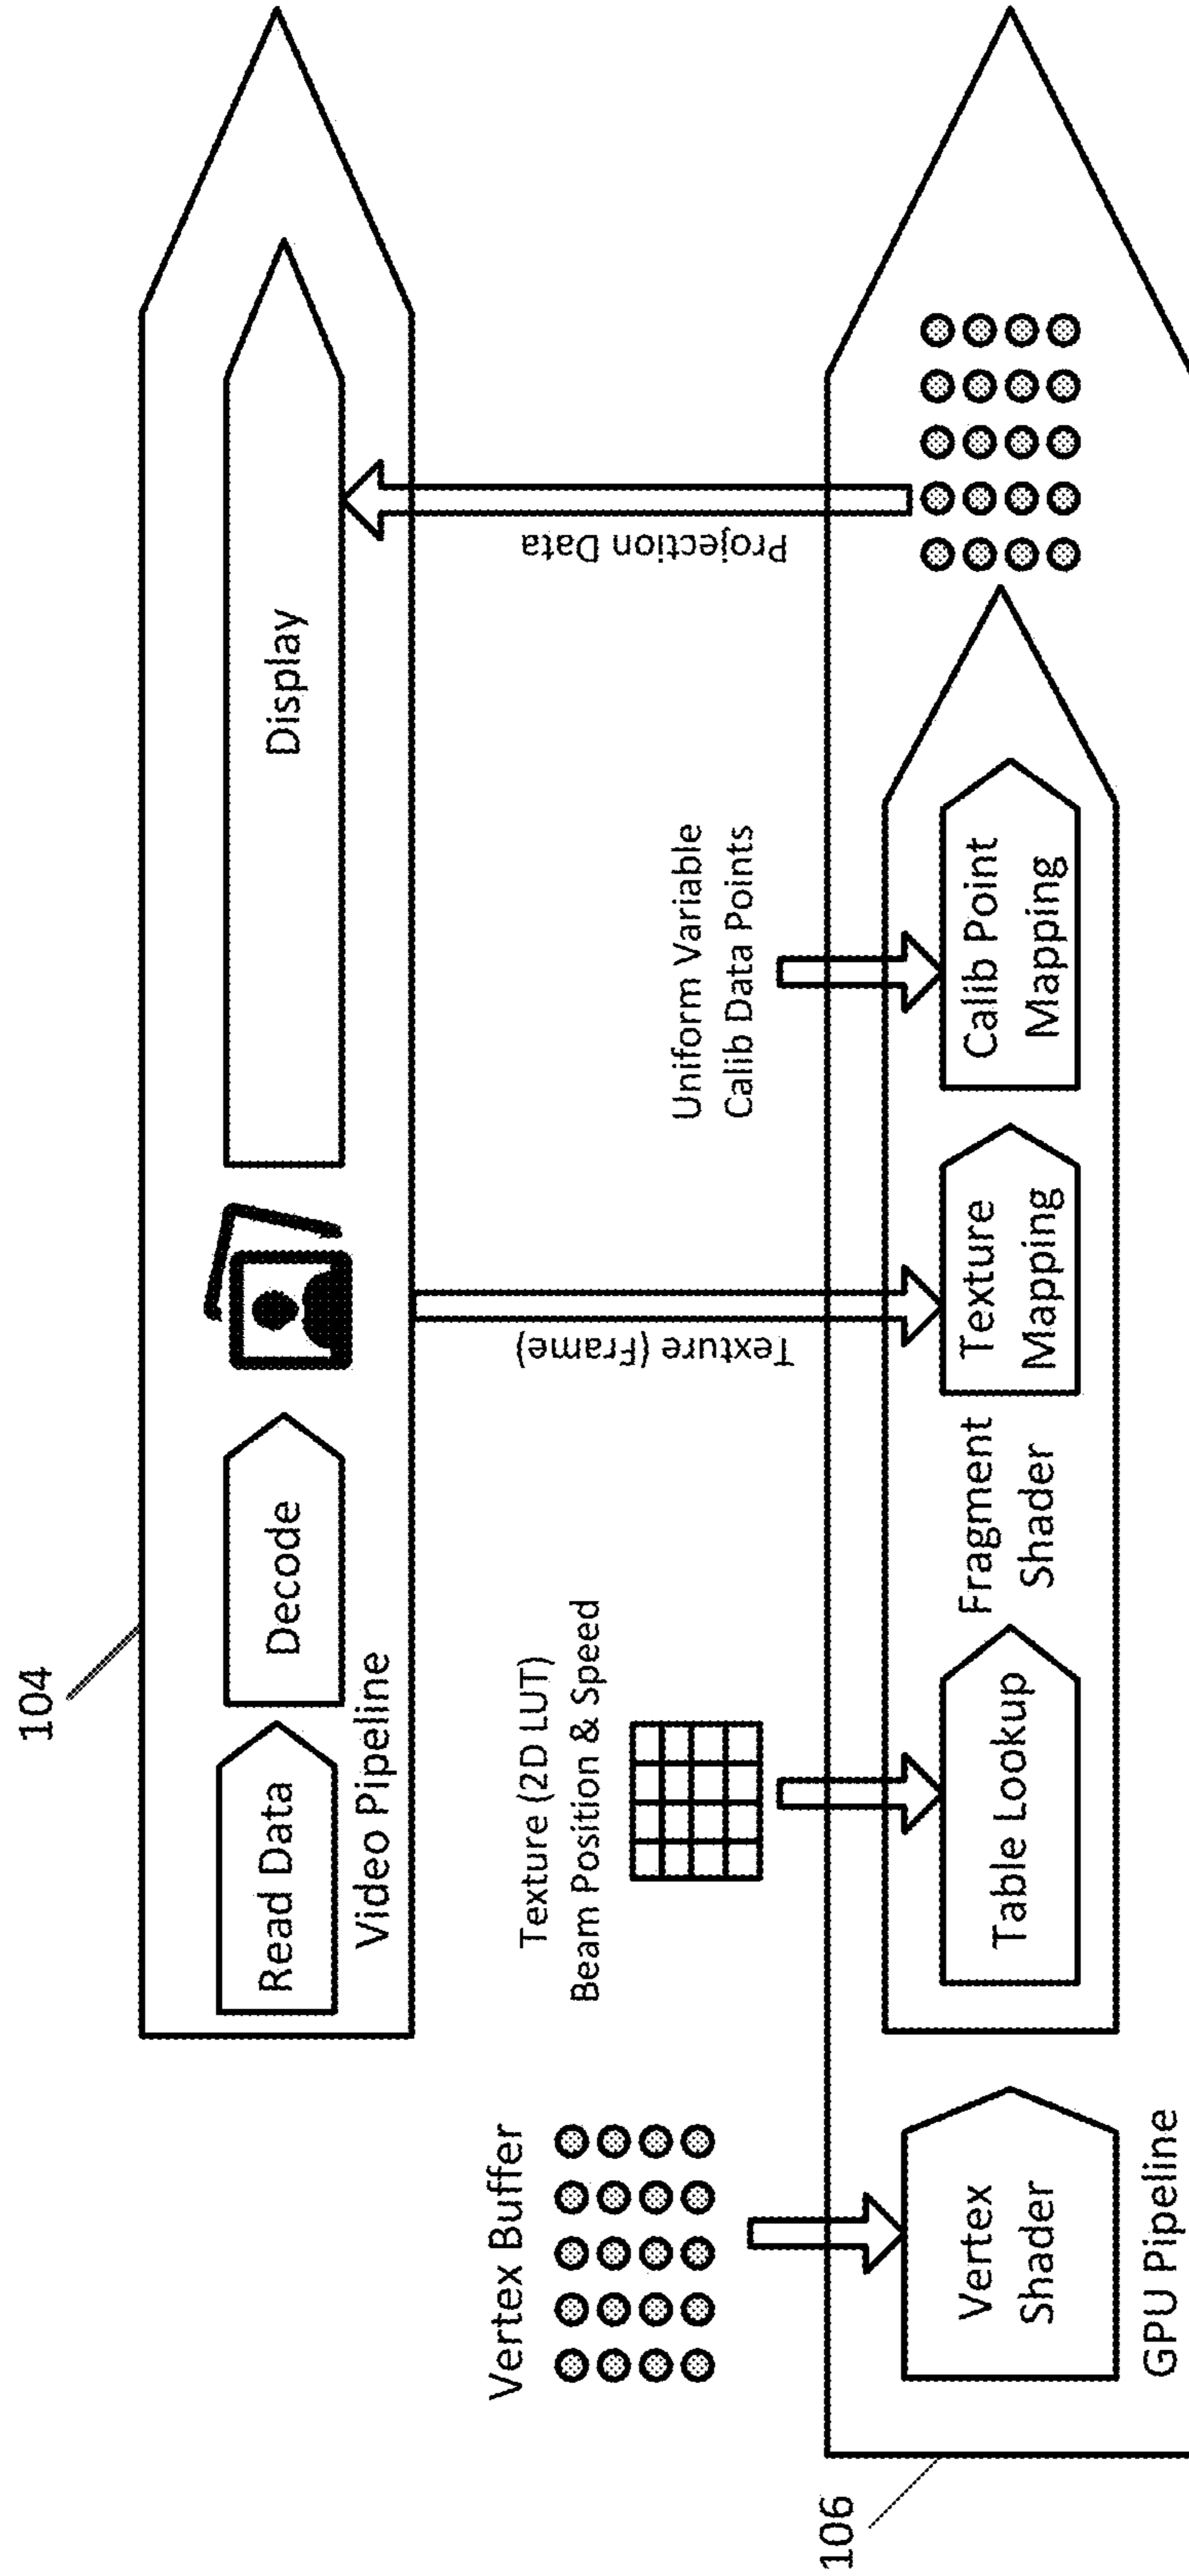 104
Read Data
Decode
Display
Video Pipeline
Vertex Buffer
Texture (2D LUT)
Beam Position & Speed
Texture (Frame)
Uniform Variable
Calib Data Points
Projection Data
106
Vertex
Shader
Table Lookup
Fragment
Shader
Texture
Mapping
Calib Point
Mapping
GPU Pipeline